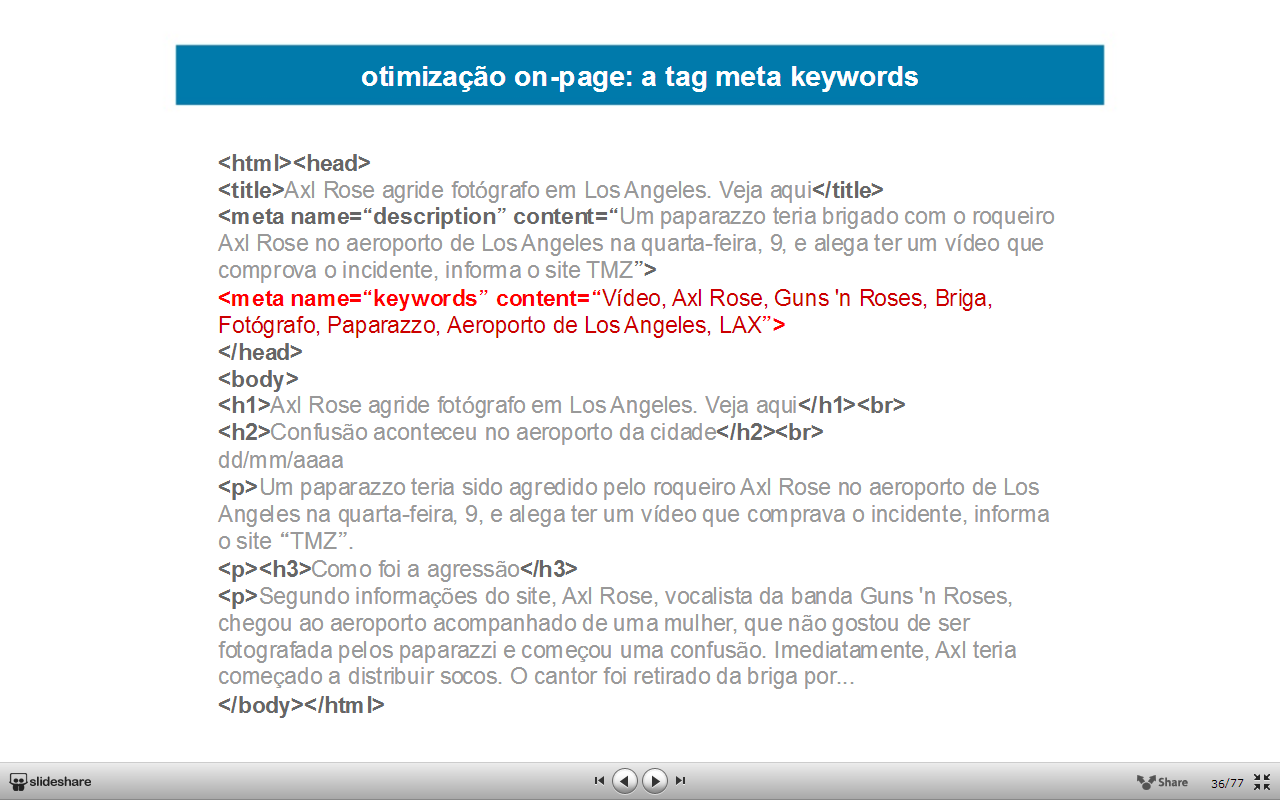 otimização on-page: a tag meta keywords
<html><head>
<title>Axl Rose agride fotógrafo em Los Angeles. Veja aqui</title>
<meta name=“description” content=“Um paparazzo teria brigado com o roqueiro
Axl Rose no aeroporto de Los Angeles na quarta-feira, 9, e alega ter um vídeo que
comprova o incidente, informa o site TMZ”>
<meta name=“keywords” content=“Vídeo, Axl Rose, Guns 'n Roses, Briga,
Fotógrafo, Paparazzo, Aeroporto de Los Angeles, LAX”>
</head>
<body>
<h1>Axl Rose agride fotógrafo em Los Angeles. Veja aqui</h1><br>
<h2>Confusão aconteceu no aeroporto da cidade</h2><br>
dd/mm/aaaa
<p>Um paparazzo teria sido agredido pelo roqueiro Axl Rose no aeroporto de Los
Angeles na quarta-feira, 9, e alega ter um vídeo que comprava o incidente, informa
o site “TMZ”.
<p><h3>Como foi a agressão</h3>
<p>Segundo informações do site, Axl Rose, vocalista da banda Guns 'n Roses,
chegou ao aeroporto acompanhado de uma mulher, que não gostou de ser
fotografada pelos paparazzi e começou uma confusão. Imediatamente, Axl teria
começado a distribuir socos. O cantor foi retirado da briga por...
</body></html>
slideshare
Share
36/77